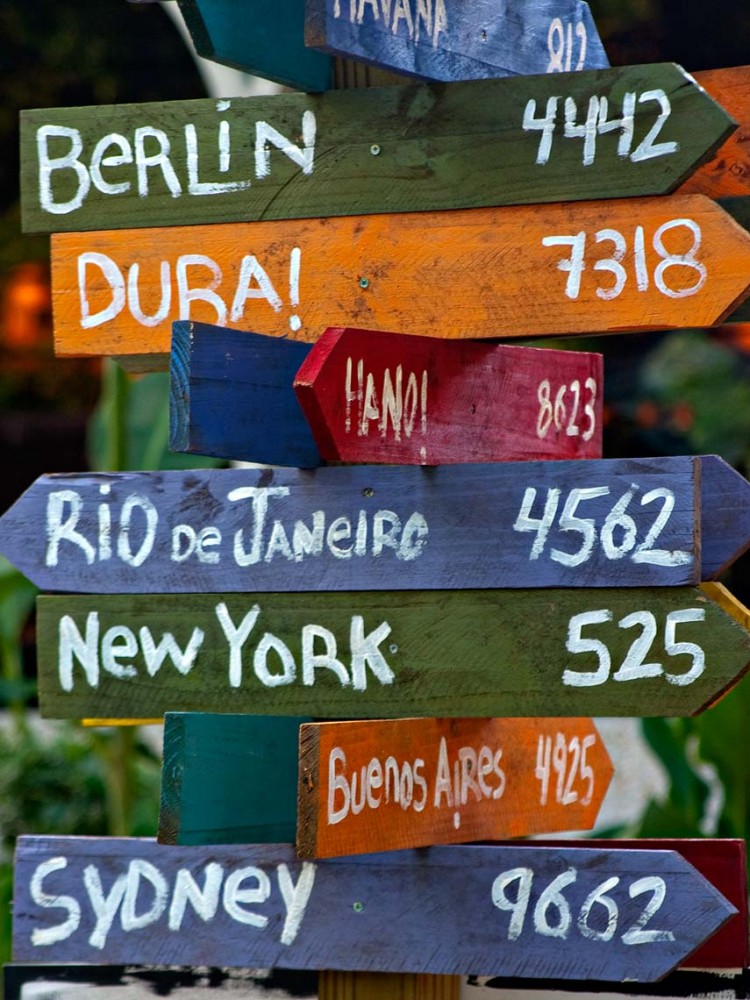 HAVANA 812
BeRLiN 4442
DUBAi 7318
HANOi 8623
RiO de JANeiRO 4562
New YoRK 525
Buenos AiRes 4925
SYDNey 9662